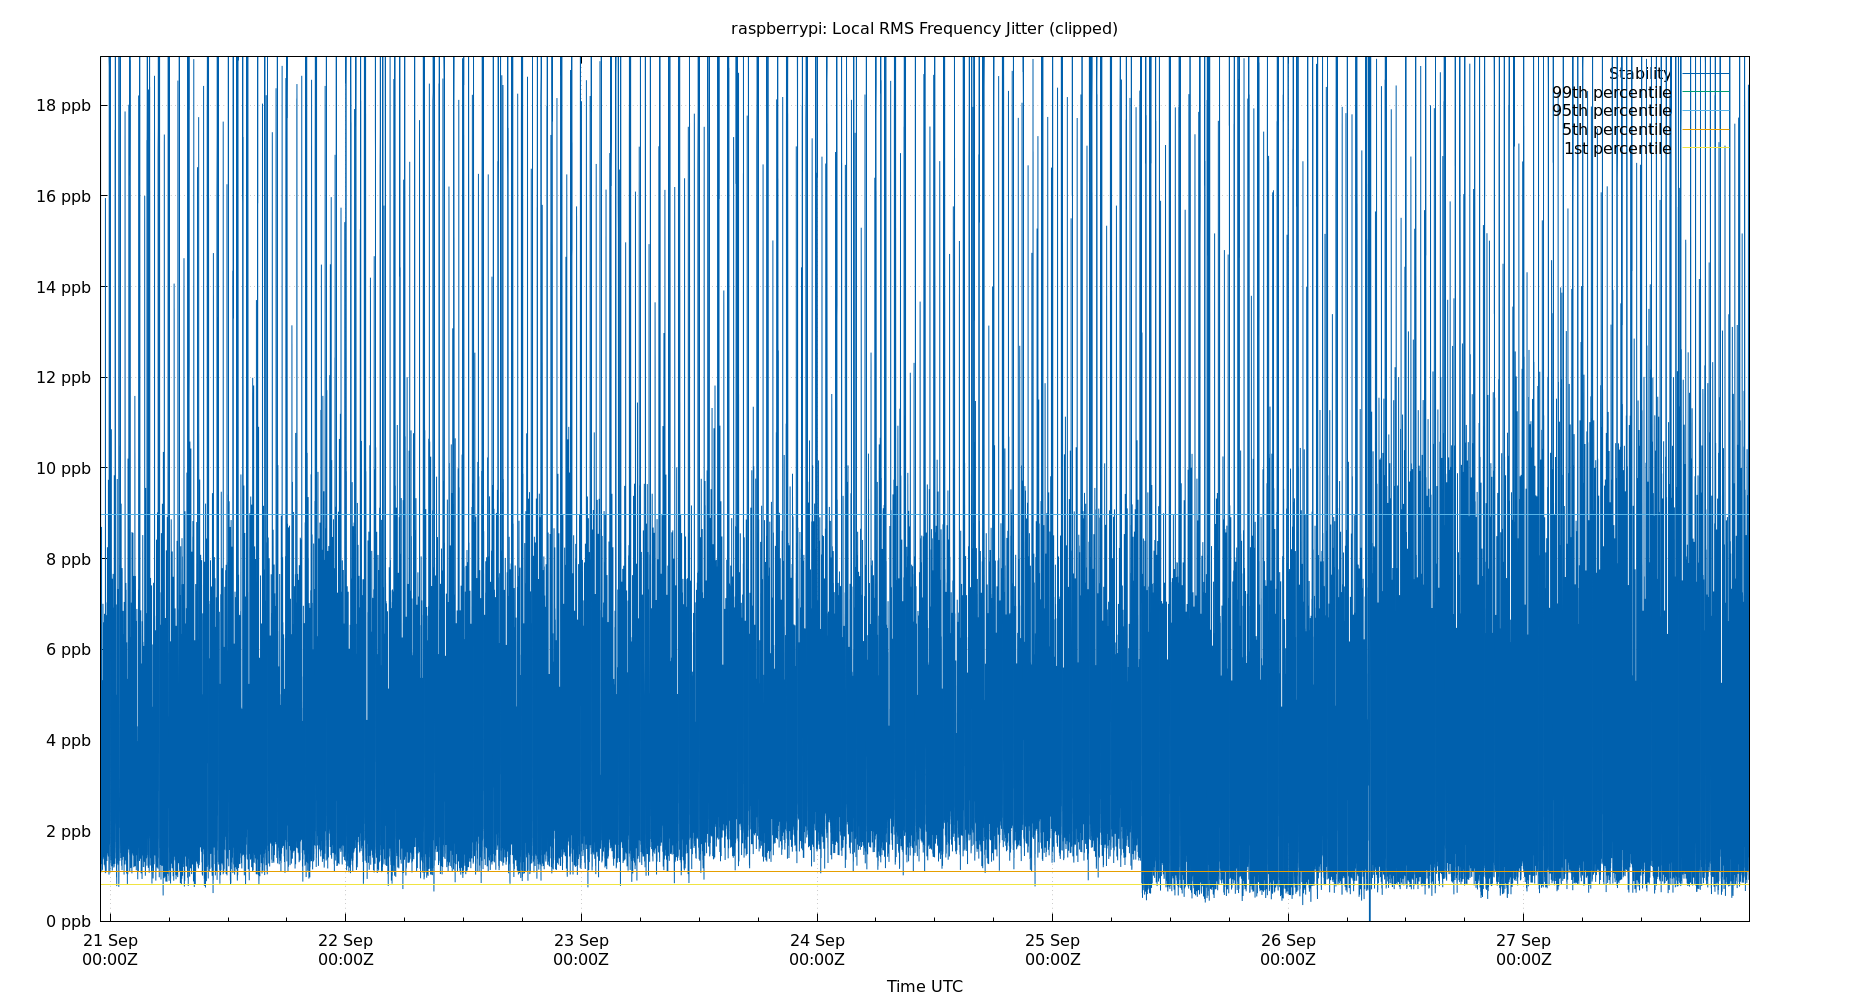 raspberrypi: Local RMS Frequency Jitter (clipped)
Stability
99th percentile
95th percentile
5th percentile
1st percentile
18 ppb
16 ppb
14 ppb
12 ppb
10 ppb
8 ppb
6 ppb
4 ppb
2 ppb
0 ppb
21 Sep 22 Sep 23 Sep 24 Sep 25 Sep 26 Sep 27 Sep
00:00Z 00:00Z 00:00Z 00:00Z 00:00Z 00:00Z 00:00Z
Time UTC